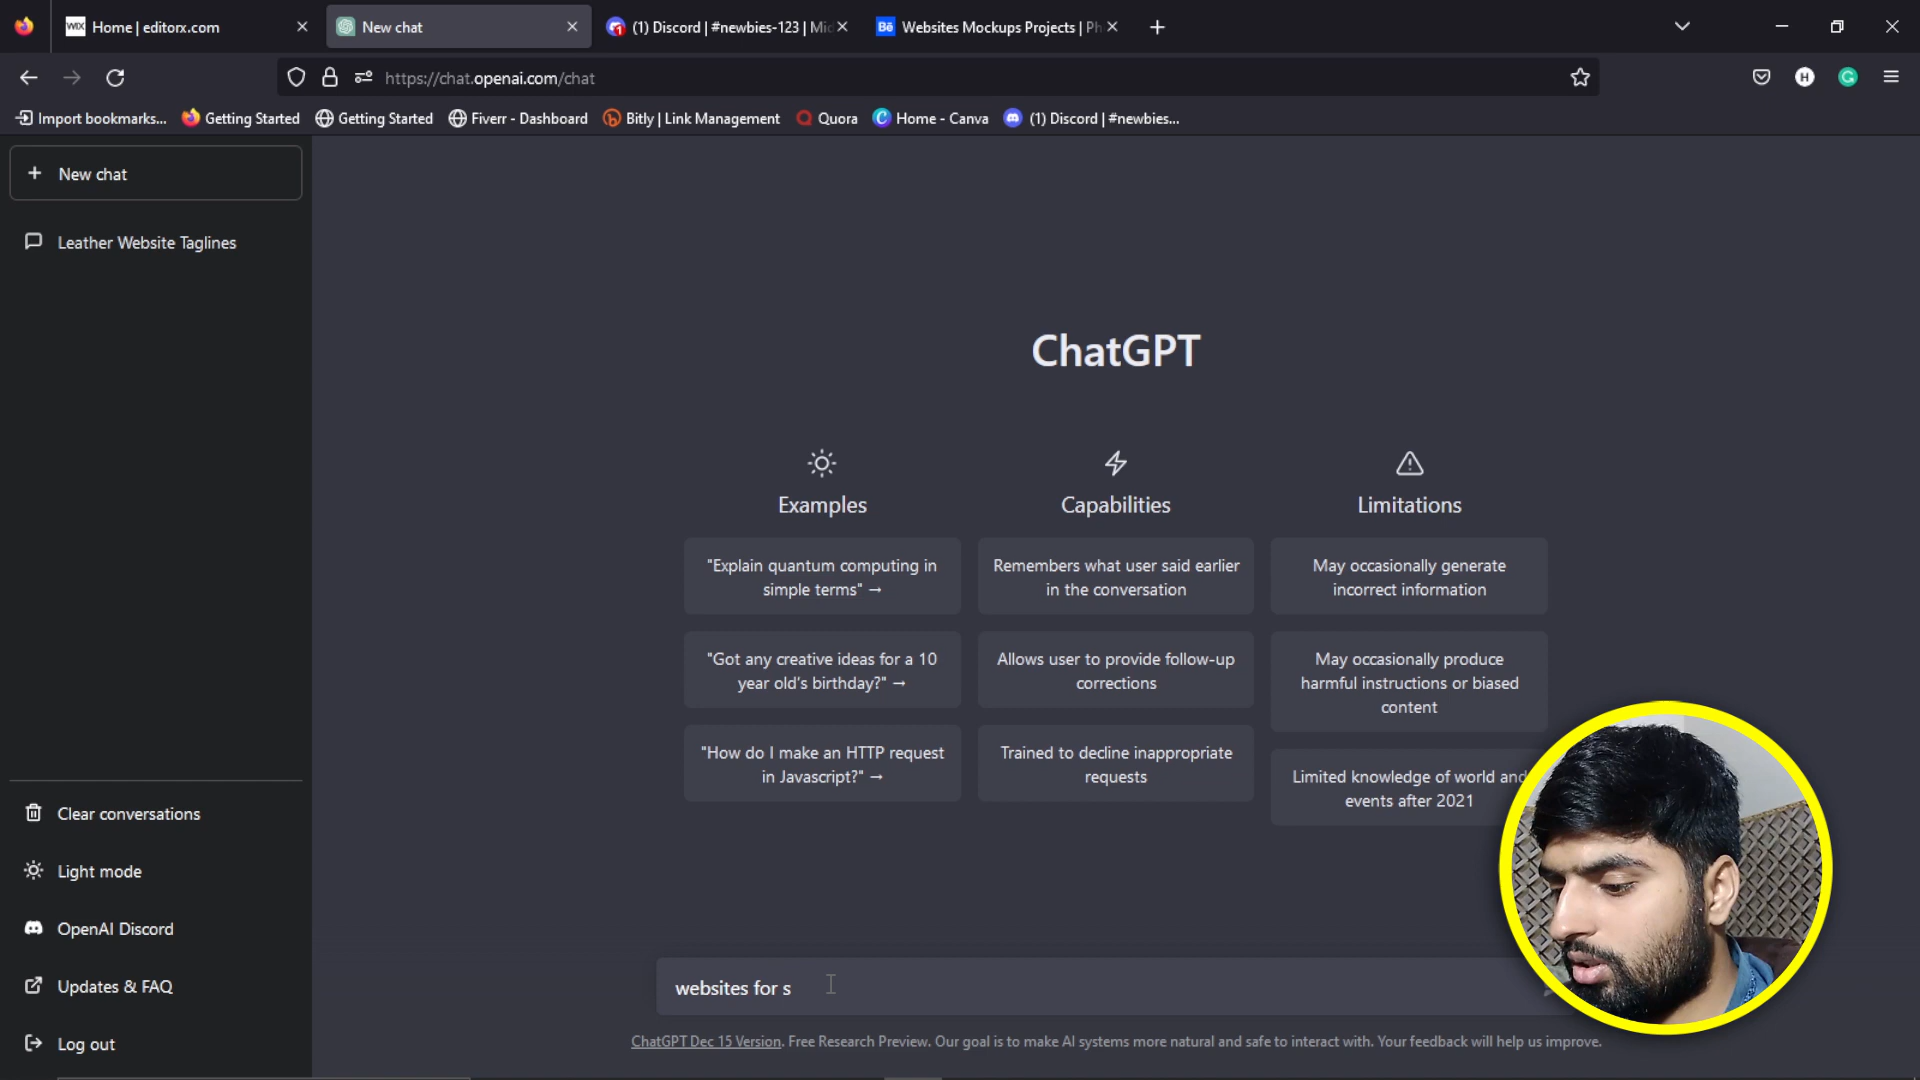 WIX Home | editorx.com
New chat
(1) Discord | #newbies-123 | Mi
Bē Websites Mockups Projects | Ph
https://chat.openai.com/chat
H
G
Import bookmarks...
Getting Started
Getting Started
Fiverr - Dashboard
Bitly | Link Management
Quora
Home - Canva
(1) Discord | #newbies...
+ New chat
Leather Website Taglines
ChatGPT
Examples
Capabilities
Limitations
"Explain quantum computing in
simple terms" →
Remembers what user said earlier
in the conversation
May occasionally generate
incorrect information
"Got any creative ideas for a 10
year old's birthday?" →
Allows user to provide follow-up
corrections
May occasionally produce
harmful instructions or biased
content
"How do I make an HTTP request
in Javascript?" →
Trained to decline inappropriate
requests
Limited knowledge of world and
events after 2021
Clear conversations
Light mode
OpenAI Discord
Updates & FAQ
Log out
websites for s
ChatGPT Dec 15 Version. Free Research Preview. Our goal is to make AI systems more natural and safe to interact with. Your feedback will help us improve.